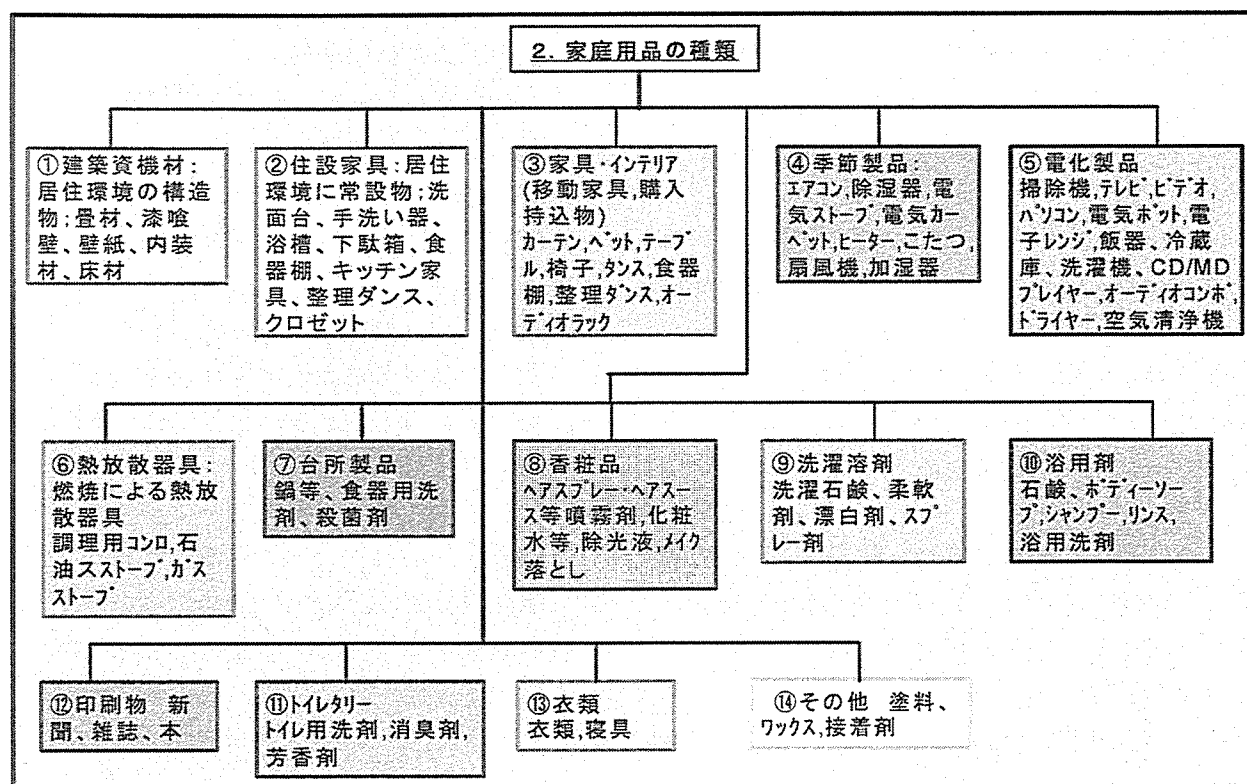 2. 家庭用品の種類
①建築資機材:
居住環境の構造
物;畳材、漆喰
壁、壁紙、内装
材、床材
②住設家具:居住
環境に常設物;洗
面台、手洗い器、
浴槽、下駄箱、食
器棚、キッチン家
具、整理ダンス、
クロゼット
③家具・インテリア
(移動家具,購入
持込物)
カーテン,ベット,テーブ
ル,椅子,タンス,食器
棚,整理ダンス,オー
ディオラック
④季節製品:
エアコン,除湿器,電
気ストーブ,電気カー
ペット,ヒーター,こたつ,
扇風機,加湿器
⑤電化製品
掃除機,テレビ,ビデオ,
パソコン,電気ポット,電
子レンジ,飯器、冷蔵
庫、洗濯機、CD/MD
プレイヤー,オーディオコンポ,
ドライヤー,空気清浄機
⑥熱放散器具:
燃焼による熱放
散器具
調理用コンロ,石
油スストーブ,ガス
ストーブ
⑦台所製品
鍋等、食器用洗
剤、殺菌剤
⑧香粧品
ヘアスプレー・ヘアスー
ス等噴霧剤,化粧
水等,除光液,メイク
落とし
⑨洗濯溶剤
洗濯石鹸、柔軟
剤、漂白剤、スプ
レー剤
⑩浴用剤
石鹸、ボディーソー
プ,シャンプー,リンス,
浴用洗剤
⑫印刷物 新
聞、雑誌、本
⑪トイレタリー
トイレ用洗剤,消臭剤,
芳香剤
⑬衣類
衣類,寝具
⑭その他 塗料、
ワックス,接着剤